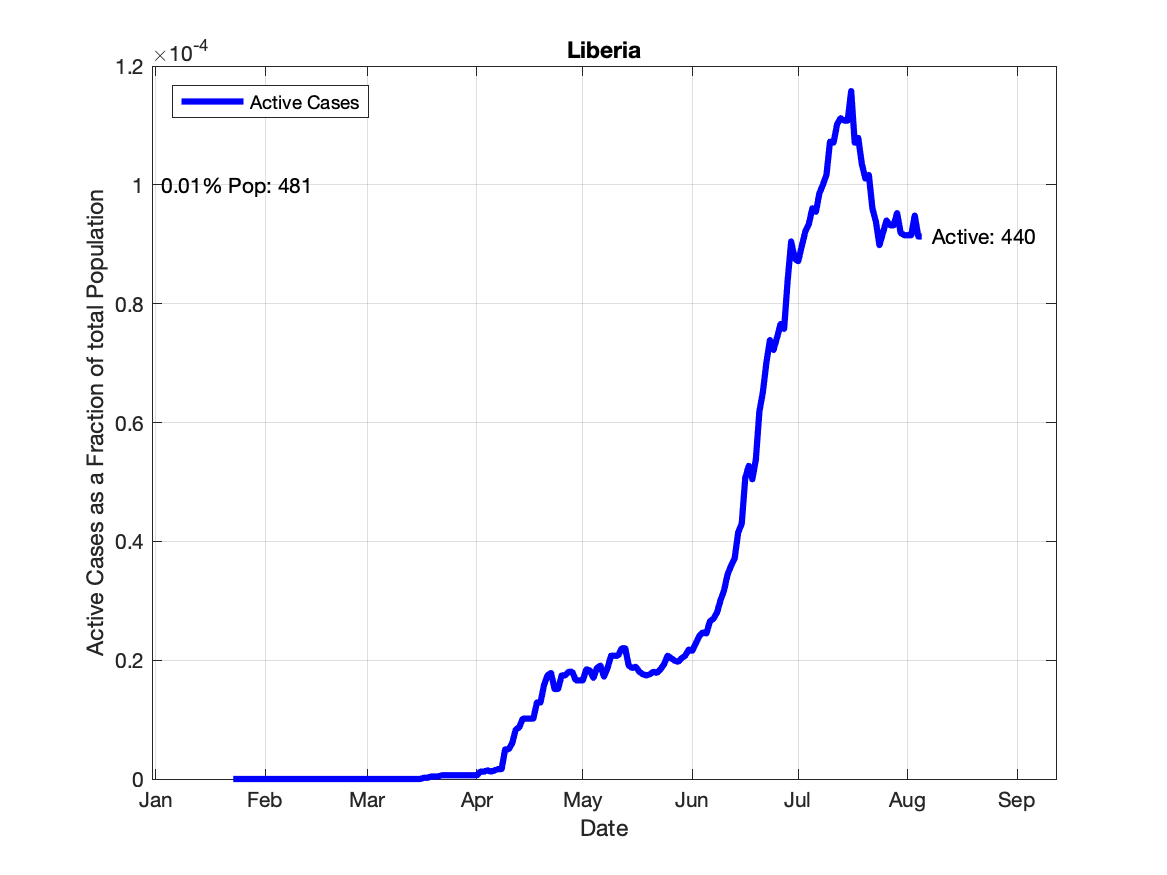 Liberia
×10-4
1.2
1
0.8
0.6
0.4
0.2
0
Active Cases as a Fraction of total Population
Active Cases
0.01% Pop: 481
Active: 440
Jan Feb Mar Apr May Jun Jul Aug Sep
Date